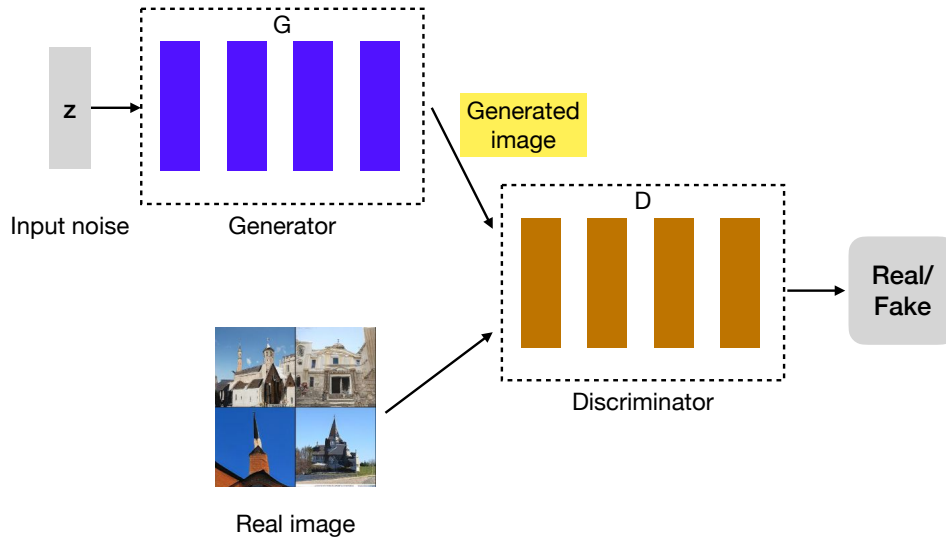 G
z
Generated
image
Input noise
Generator
D
Real/
Fake
Discriminator
Real image